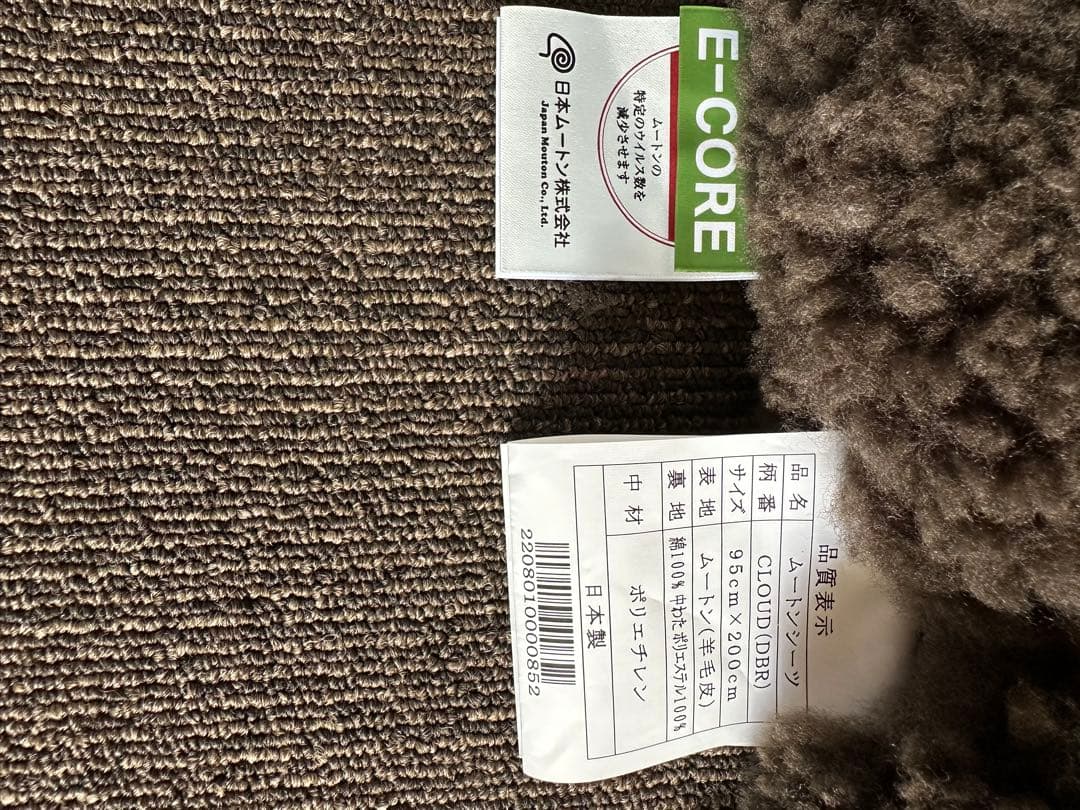 E-CORE
ムートンの
特定のウイルス数を
減少させます
日本ムートン株式会社
Japan Mouton Co., Ltd.
品質表示
品名 ムートンシーツ
柄番 CLOUD(DBR)
サイズ 95cm×200cm
表地 ムートン(羊毛皮)
裏地 綿100% 中わた ポリエステル100%
中材 ポリエチレン
日本製
2208010000852